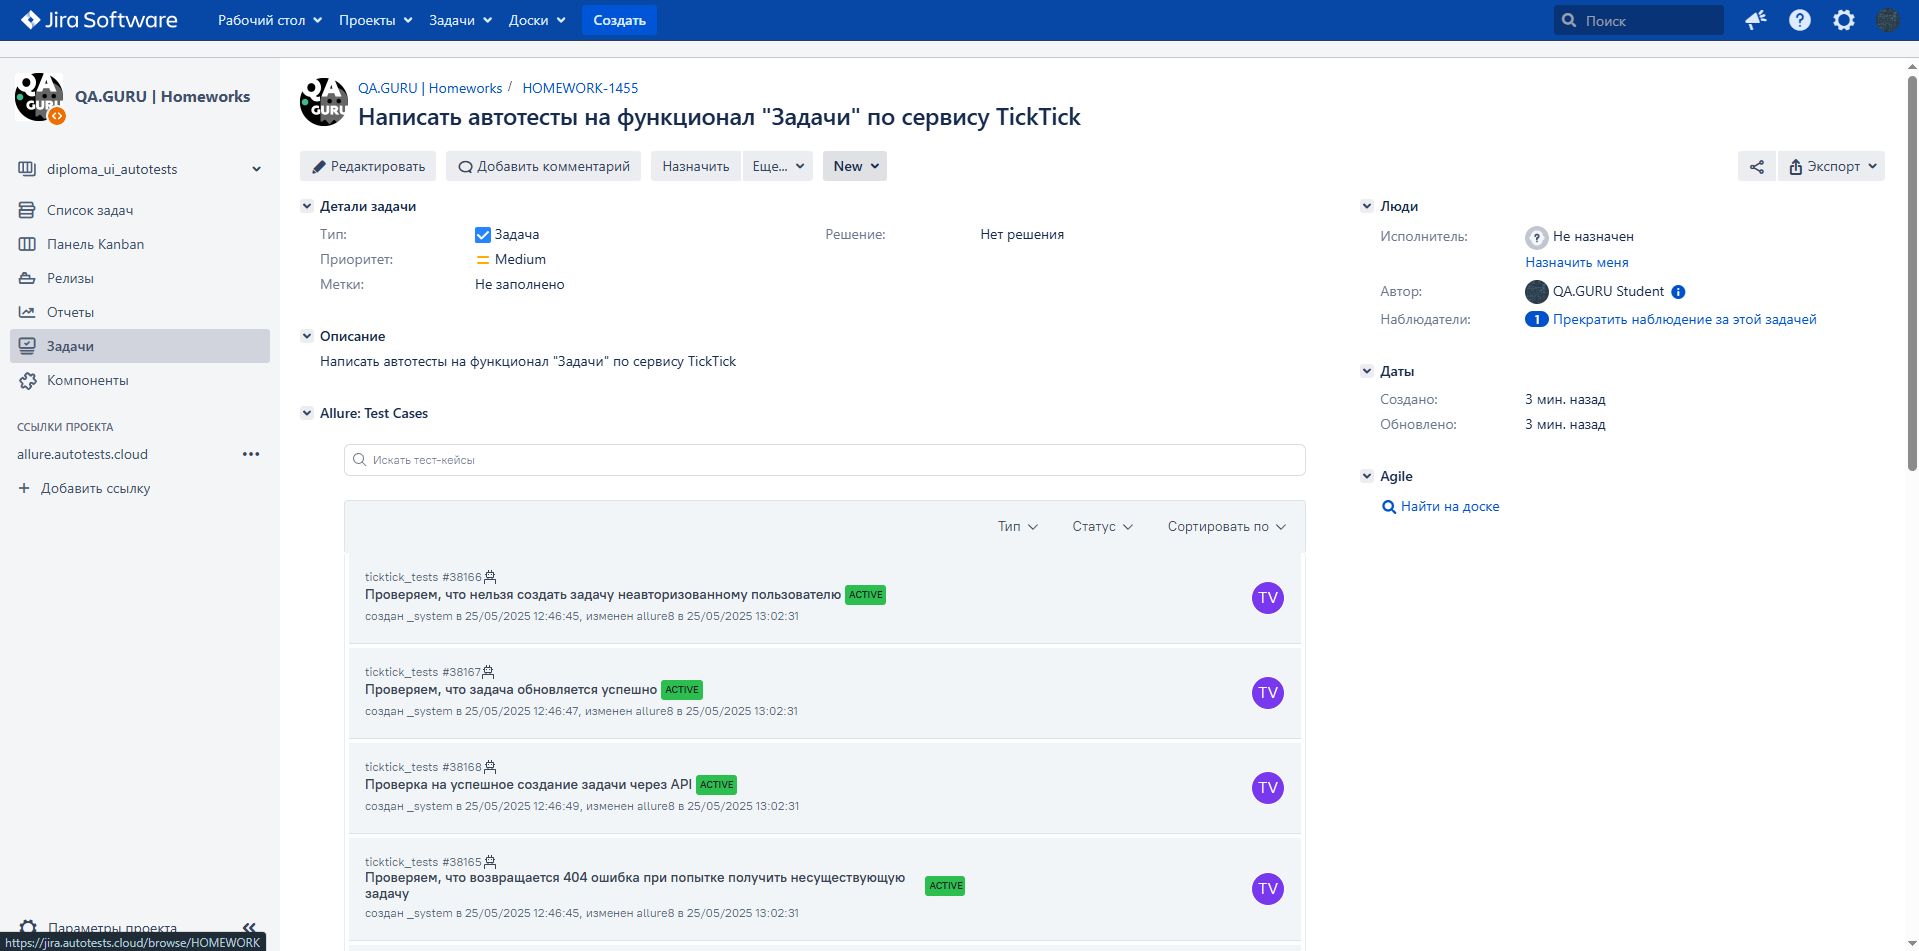 Jira Software
Рабочий стол
Проекты
Задачи
Доски
Создать
Поиск
QA GURU
QA.GURU | Homeworks
diploma_ui_autotests
Список задач
Панель Kanban
Релизы
Отчеты
Задачи
Компоненты
ССЫЛКИ ПРОЕКТА
allure.autotests.cloud
Добавить ссылку
Параметры проекта
https://jira.autotests.cloud/browse/HOMEWORK
QA GURU
QA.GURU | Homeworks / HOMEWORK-1455
Написать автотесты на функционал "Задачи" по сервису TickTick
Редактировать
Добавить комментарий
Назначить
Еще...
New
Экспорт
Детали задачи
Тип: Задача
Решение: Нет решения
Приоритет: Medium
Метки: Не заполнено
Описание
Написать автотесты на функционал "Задачи" по сервису TickTick
Allure: Test Cases
Искать тест-кейсы
Тип
Статус
Сортировать по
ticktick_tests #38166
Проверяем, что нельзя создать задачу неавторизованному пользователю ACTIVE
создан _system в 25/05/2025 12:46:45, изменен allure8 в 25/05/2025 13:02:31
TV
ticktick_tests #38167
Проверяем, что задача обновляется успешно ACTIVE
создан _system в 25/05/2025 12:46:47, изменен allure8 в 25/05/2025 13:02:31
TV
ticktick_tests #38168
Проверка на успешное создание задачи через API ACTIVE
создан _system в 25/05/2025 12:46:49, изменен allure8 в 25/05/2025 13:02:31
TV
ticktick_tests #38165
Проверяем, что возвращается 404 ошибка при попытке получить несуществующую
задачу
ACTIVE
создан _system в 25/05/2025 12:46:45, изменен allure8 в 25/05/2025 13:02:31
TV
Люди
Исполнитель: Не назначен
Назначить меня
Автор: QA.GURU Student
Наблюдатели: 1 Прекратить наблюдение за этой задачей
Даты
Создано: 3 мин. назад
Обновлено: 3 мин. назад
Agile
Найти на доске